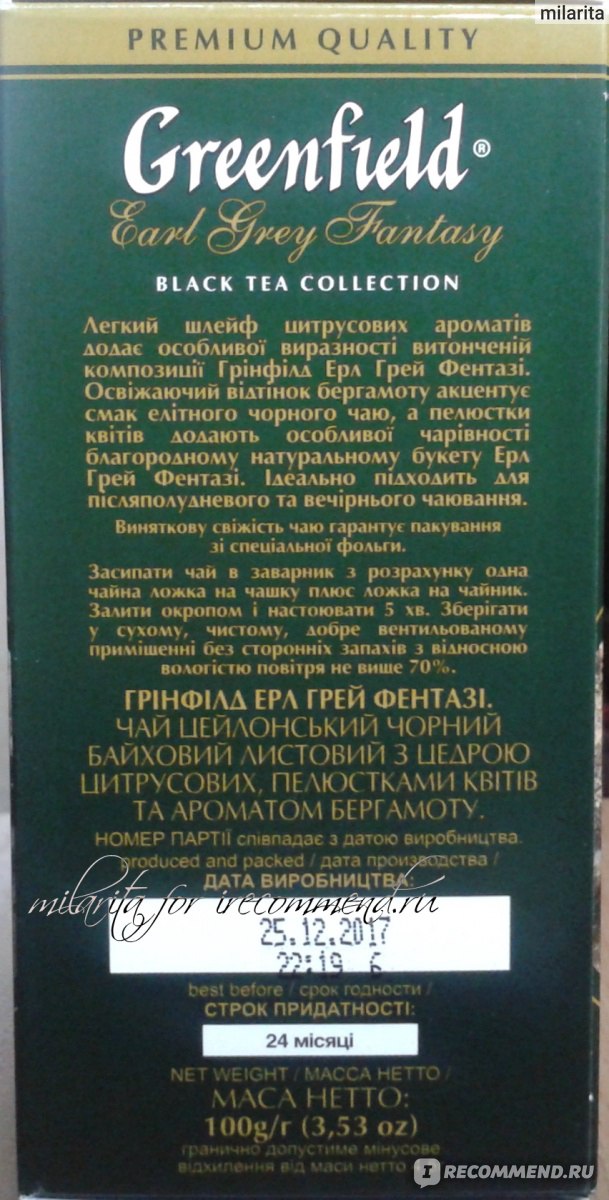 milarita
PREMIUM QUALITY
Greenfield®
Earl Grey Fantasy
BLACK TEA COLLECTION
Легкий шлейф цитрусових ароматів
додає особливої виразності витонченій
композиції Грінфілд Ерл Грей Фентазі.
Освіжаючий відтінок бергамоту акцентує
смак елітного чорного чаю, а пелюстки
квітів додають особливої чарівності
благородному натуральному букету Ерл
Грей Фентазі. Ідеально підходить для
післяполудневого та вечірнього чаювання.
Виняткову свіжість чаю гарантує пакування
зі спеціальної фольги.
Засипати чай в заварник з розрахунку одна
чайна ложка на чашку плюс ложка на чайник.
Залити окропом і настоювати 5 хв. Зберігати
у сухому, чистому, добре вентильованому
приміщенні без сторонніх запахів з відносною
вологістю повітря не вище 70%.
ГРІНФІЛД ЕРЛ ГРЕЙ ФЕНТАЗІ.
ЧАЙ ЦЕЙЛОНСЬКИЙ ЧОРНИЙ
БАЙХОВИЙ ЛИСТОВИЙ З ЦЕДРОЮ
ЦИТРУСОВИХ, ПЕЛЮСТКАМИ КВІТІВ
ТА АРОМАТОМ БЕРГАМОТУ.
НОМЕР ПАРТІЇ співпадає з датою виробництва.
produced and packed / дата производства /
ДАТА ВИРОБНИЦТВА:
milarita for irecommend.ru
25.12.2017
22:19 6
best before / срок годности /
СТРОК ПРИДАТНОСТІ:
24 місяці
NET WEIGHT / МАССА НЕТТО /
МАСА НЕТТО:
100g/г (3,53 oz)
гранично допустиме мінусове
відхилення від маси нетто
IRECOMMEND.RU